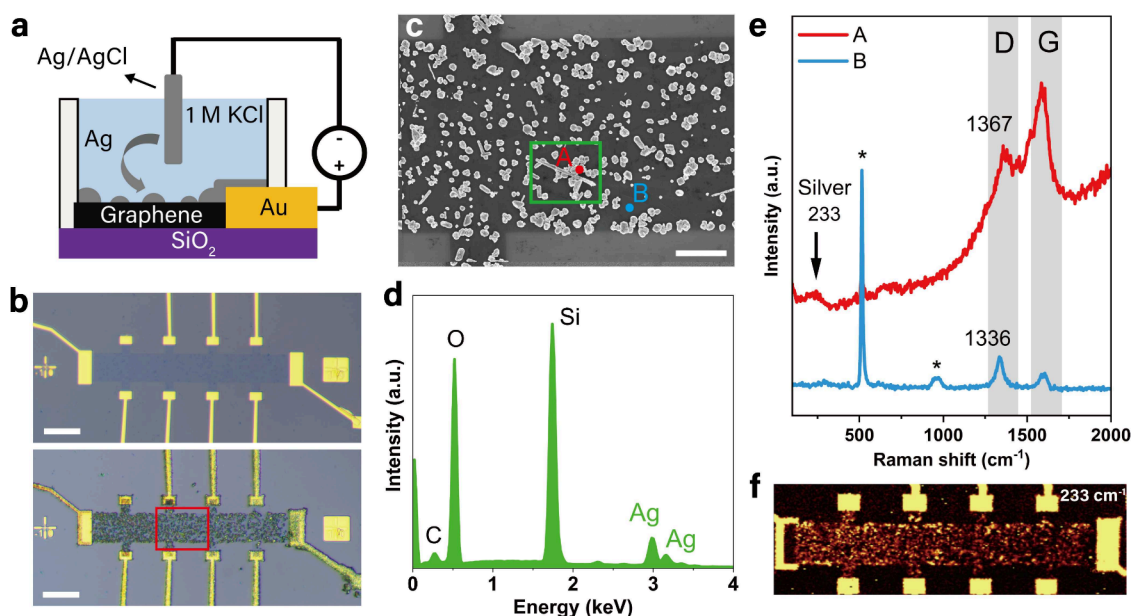 a
Ag/AgCl
1 M KCl
Ag
-
+
Graphene
Au
SiO2
b
c
A
B
d
Intensity (a.u.)
O
Si
C
Ag
Ag
0
1
2
3
4
Energy (keV)
e
A
B
D
G
1367
*
Silver
233
1336
*
Intensity (a.u.)
500
1000
1500
2000
Raman shift (cm-1)
f
233 cm-1